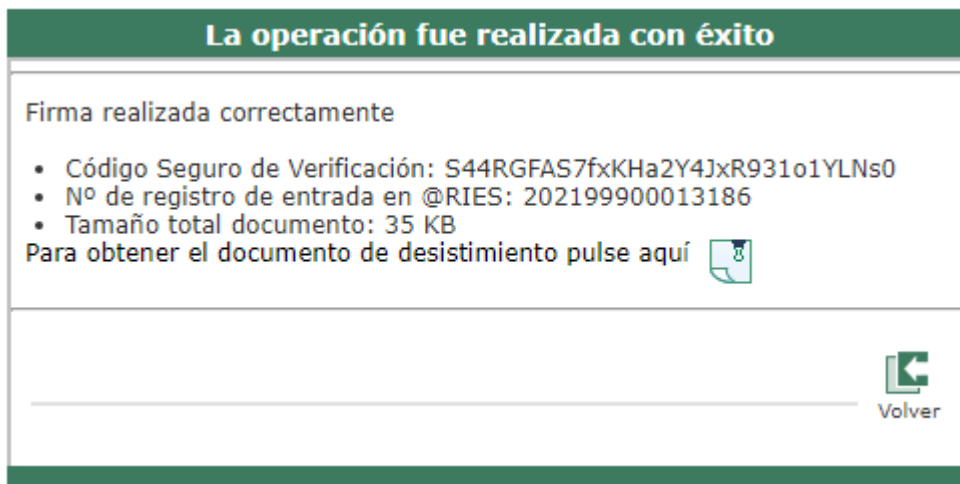 La operación fue realizada con éxito
Firma realizada correctamente
• Código Seguro de Verificación: S44RGFAS7fxKHa2Y4JxR931o1YLNs0
• Nº de registro de entrada en @RIES: 202199900013186
• Tamaño total documento: 35 KB
Para obtener el documento de desistimiento pulse aquí
Volver